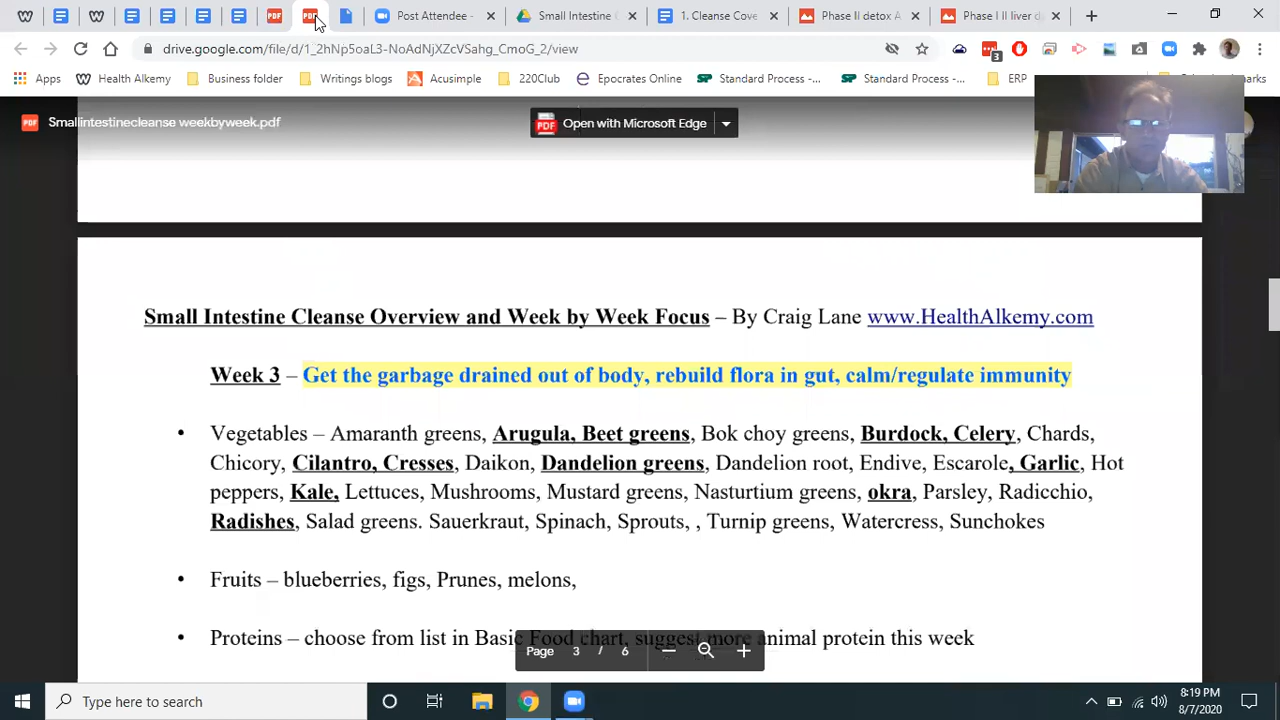 Post Attendee -
Small Intestine
1. Cleanse Cove
Phase II detox a
Phase I II liver d
drive.google.com/file/d/1_2hNp5oaL3-NoAdNjXZcVSahg_CmoG_2/view
3
Apps
Health Alkemy
Business folder
Writings blogs
Acusimple
220Club
Epocrates Online
Standard Process -...
Standard Process -...
ERP
Smallintestinecleanse weekbyweek.pdf
PDF
Open with Microsoft Edge
Small Intestine Cleanse Overview and Week by Week Focus – By Craig Lane www.HealthAlkemy.com
Week 3 – Get the garbage drained out of body, rebuild flora in gut, calm/regulate immunity
• Vegetables – Amaranth greens, Arugula, Beet greens, Bok choy greens, Burdock, Celery, Chards,
Chicory, Cilantro, Cresses, Daikon, Dandelion greens, Dandelion root, Endive, Escarole, Garlic, Hot
peppers, Kale, Lettuces, Mushrooms, Mustard greens, Nasturtium greens, okra, Parsley, Radicchio,
Radishes, Salad greens. Sauerkraut, Spinach, Sprouts, , Turnip greens, Watercress, Sunchokes
• Fruits – blueberries, figs, Prunes, melons,
• Proteins – choose from list in Basic Food chart, suggest more animal protein this week
Page 3 / 6
Type here to search
8:19 PM
8/7/2020